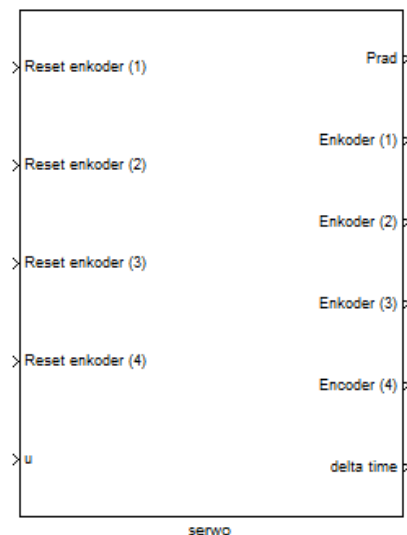 Reset enkoder (1)
Reset enkoder (2)
Reset enkoder (3)
Reset enkoder (4)
u
Prad
Enkoder (1)
Enkoder (2)
Enkoder (3)
Encoder (4)
delta time
serwo